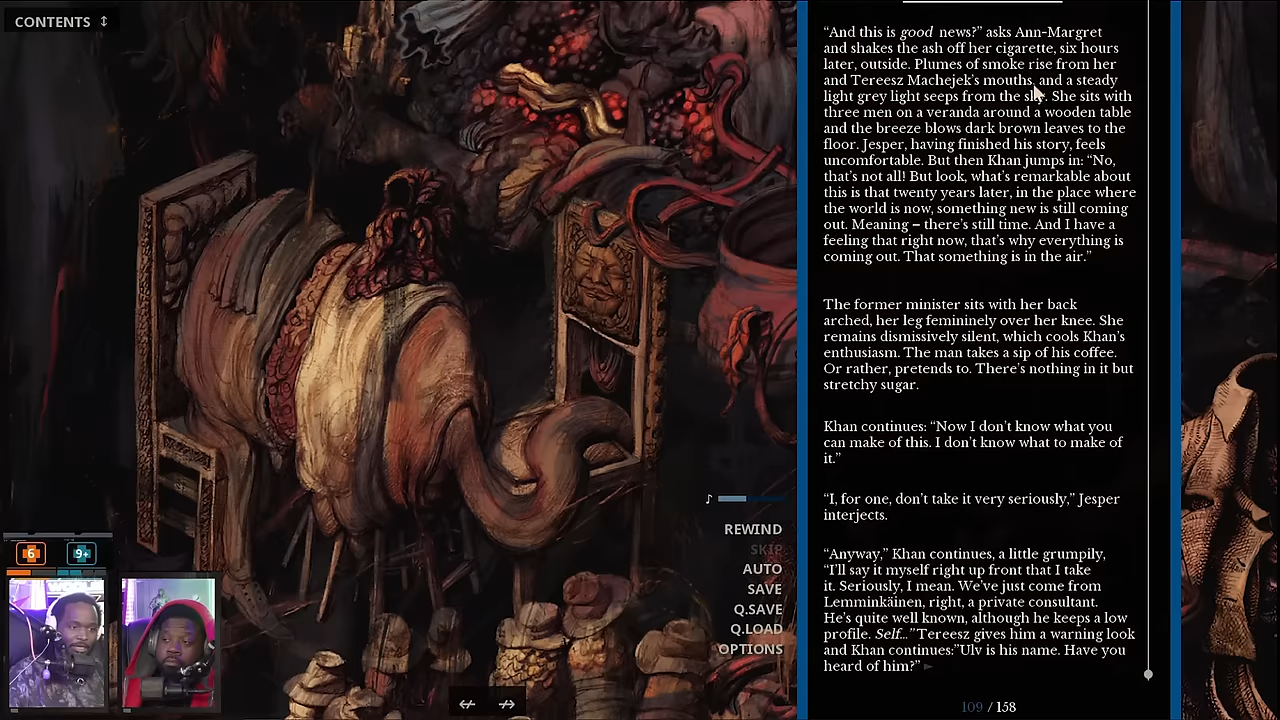 CONTENTS
“And this is good news?” asks Ann-Margret
and shakes the ash off her cigarette, six hours
later, outside. Plumes of smoke rise from her
and Tereesz Machejek’s mouths, and a steady
light grey light seeps from the sky. She sits with
three men on a veranda around a wooden table
and the breeze blows dark brown leaves to the
floor. Jesper, having finished his story, feels
uncomfortable. But then Khan jumps in: “No,
that’s not all! But look, what’s remarkable about
this is that twenty years later, in the place where
the world is now, something new is still coming
out. Meaning – there’s still time. And I have a
feeling that right now, that’s why everything is
coming out. That something is in the air.”
The former minister sits with her back
arched, her leg femininely over her knee. She
remains dismissively silent, which cools Khan’s
enthusiasm. The man takes a sip of his coffee.
Or rather, pretends to. There’s nothing in it but
stretchy sugar.
Khan continues: “Now I don’t know what you
can make of this. I don’t know what to make of
it.”
“I, for one, don’t take it very seriously,” Jesper
interjects.
“Anyway,” Khan continues, a little grumpily,
“I’ll say it myself right up front that I take
it. Seriously, I mean. We’ve just come from
Lemminkäinen, right, a private consultant.
He’s quite well known, although he keeps a low
profile. Self...” Tereesz gives him a warning look
and Khan continues:”Ulv is his name. Have you
heard of him?”
109 / 158
REWIND
SKIP
AUTO
SAVE
Q.SAVE
Q.LOAD
OPTIONS
6
9+